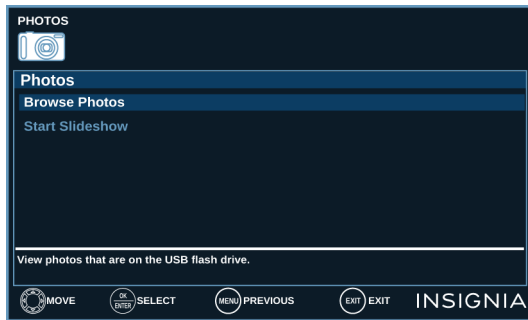 PHOTOS
Photos
Browse Photos
Start Slideshow
View photos that are on the USB flash drive.
MOVE OK ENTER SELECT MENU PREVIOUS EXIT EXIT INSIGNIA